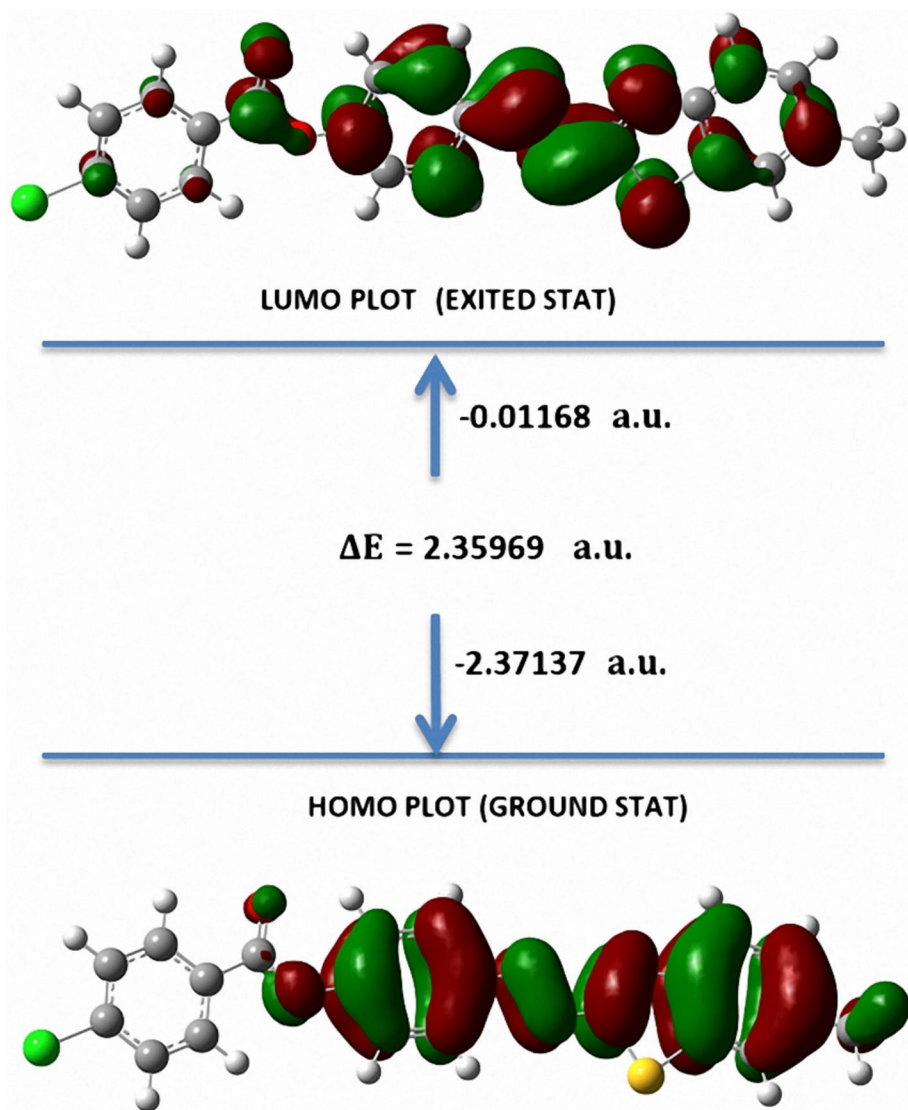 LUMO PLOT (EXITED STAT)
-0.01168 a.u.
ΔE = 2.35969 a.u.
-2.37137 a.u.
HOMO PLOT (GROUND STAT)